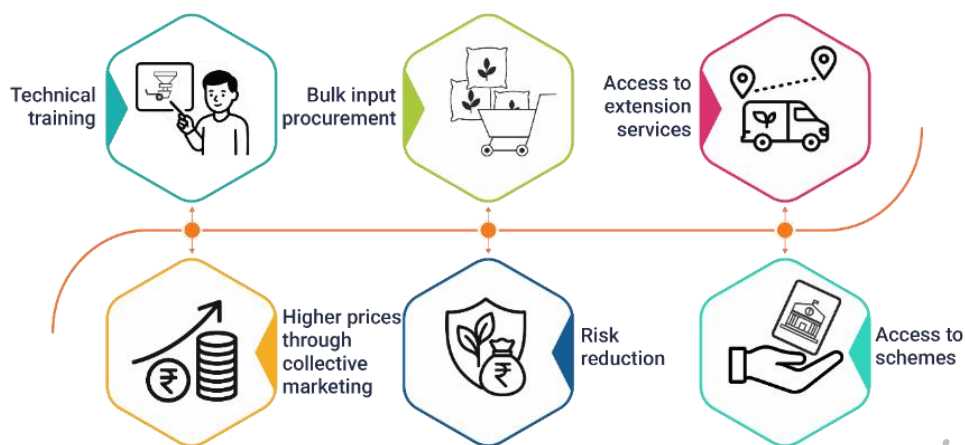 Technical
training
Bulk input
procurement
Access to
extension
services
Higher prices
through
collective
marketing
₹
Risk
reduction
₹
Access to
schemes